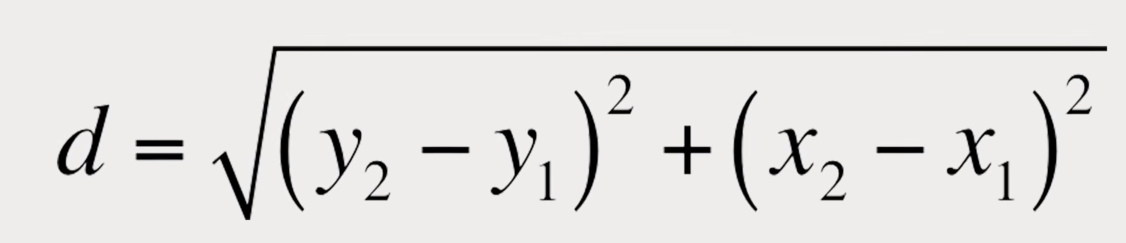 d = √(y₂ − y₁)² + (x₂ − x₁)²